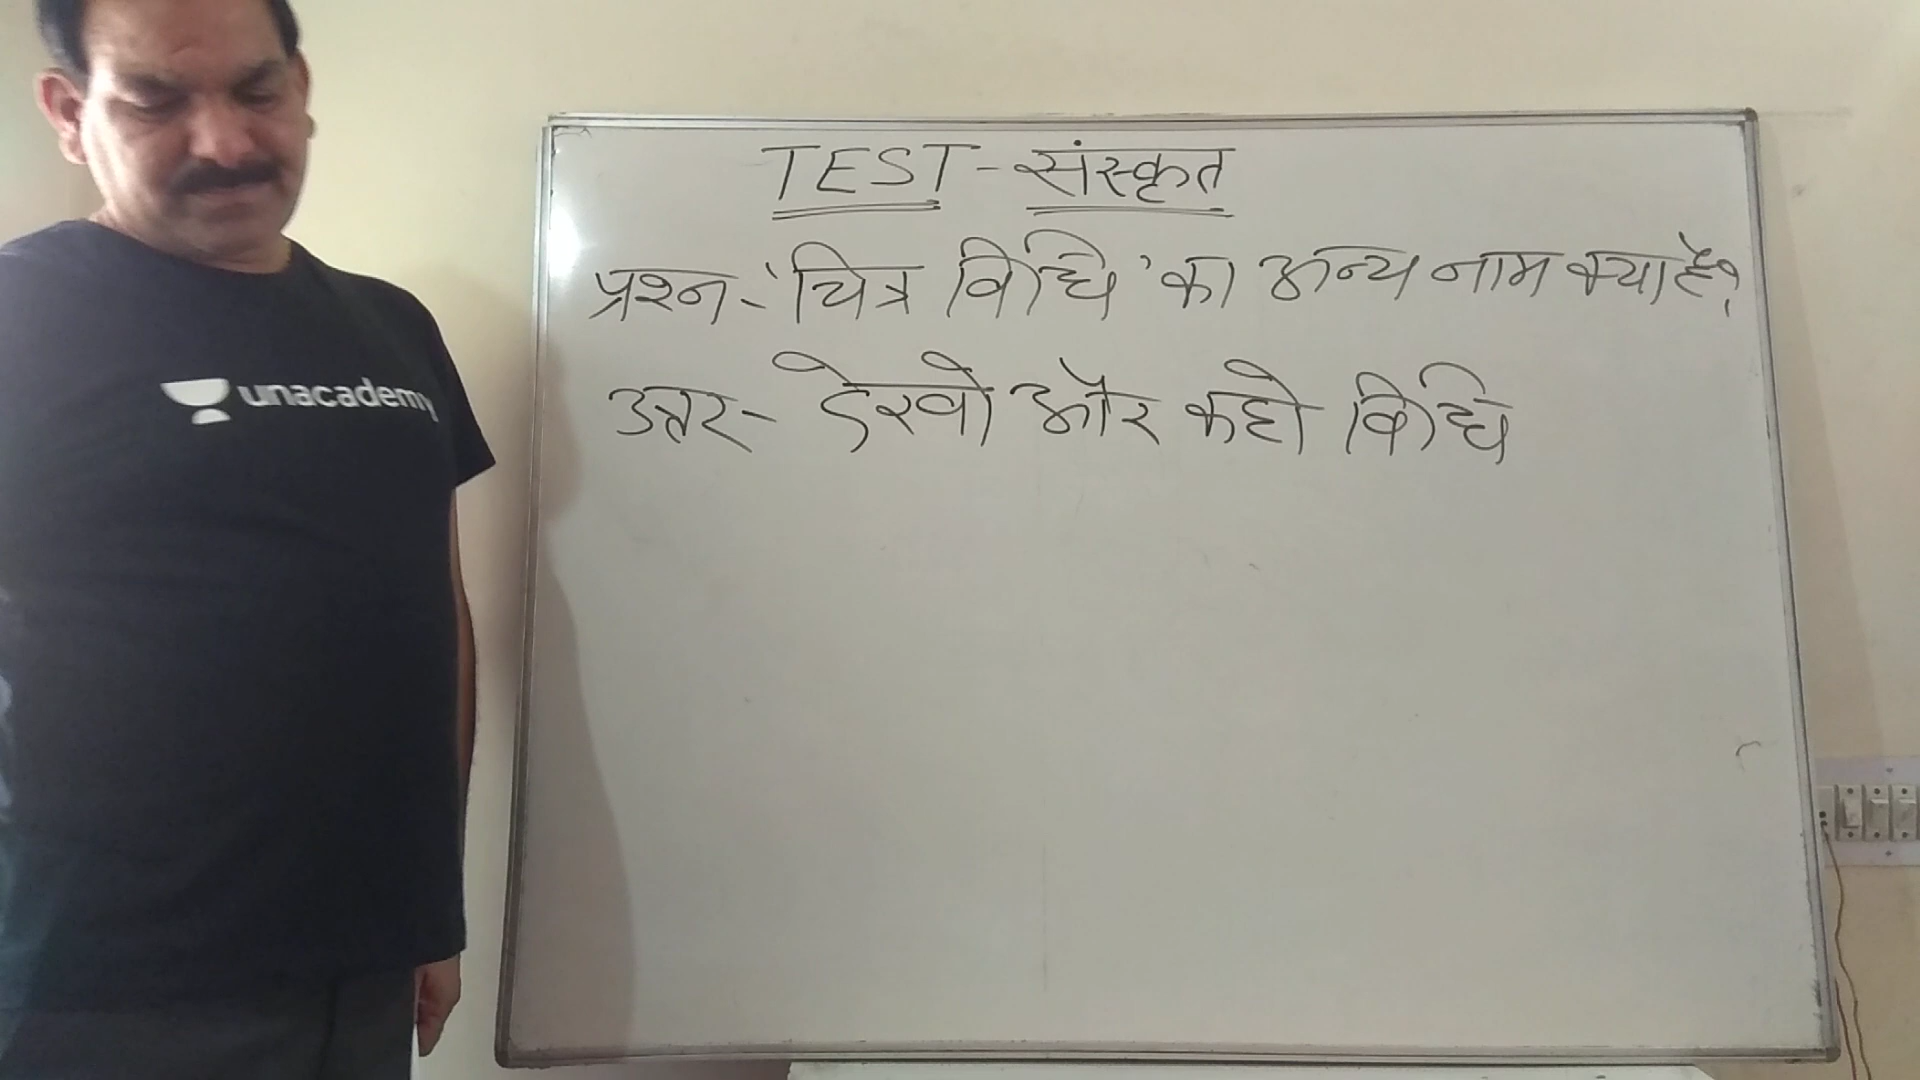 TEST - संस्कृत
प्रश्न - 'चित्र विधि' का अन्य नाम क्या है?
उत्तर - देखो और कहो विधि
unacademy